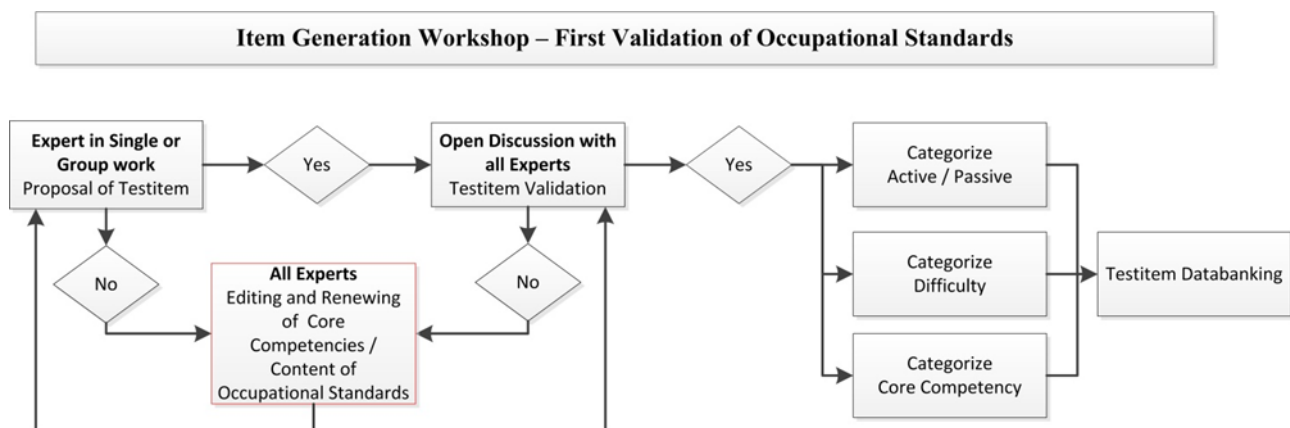 Item Generation Workshop – First Validation of Occupational Standards
Expert in Single or
Group work
Proposal of Testitem
Yes
Open Discussion with
all Experts
Testitem Validation
Yes
Categorize
Active / Passive
No
All Experts
Editing and Renewing
of Core
Competencies /
Content of
Occupational Standards
No
Categorize
Difficulty
Testitem Databanking
Categorize
Core Competency